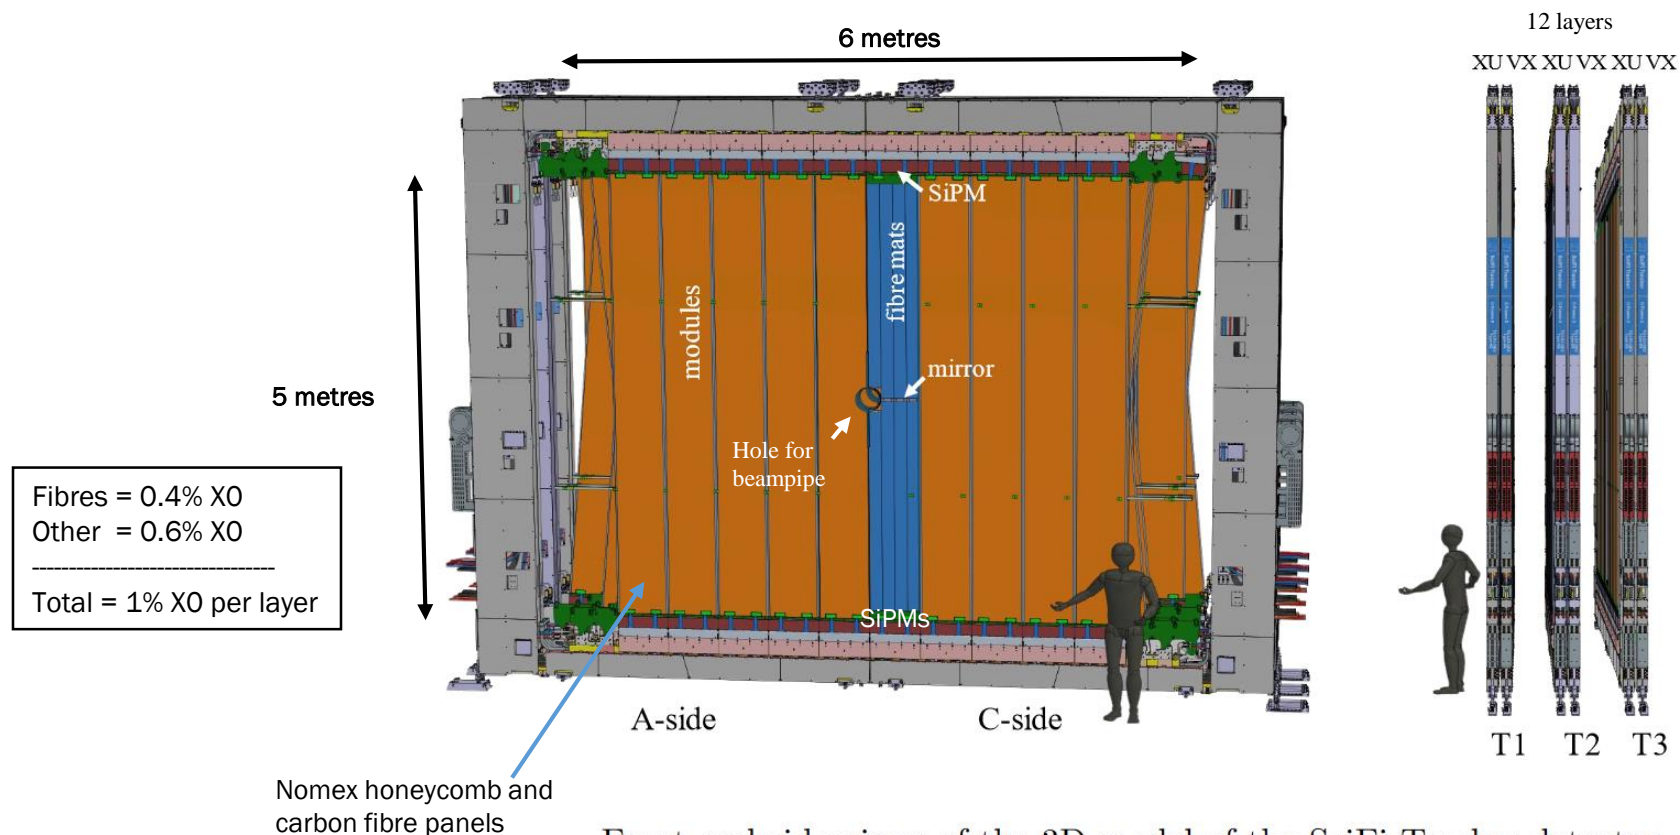 12 layers
6 metres
XU VX XU VX XU VX
SiPM
fibre mats
modules
mirror
5 metres
Hole for
beampipe
Fibres = 0.4% X0
Other = 0.6% X0
---------------------------------
Total = 1% X0 per layer
SiPMs
A-side
C-side
T1
T2
T3
Nomex honeycomb and
carbon fibre panels